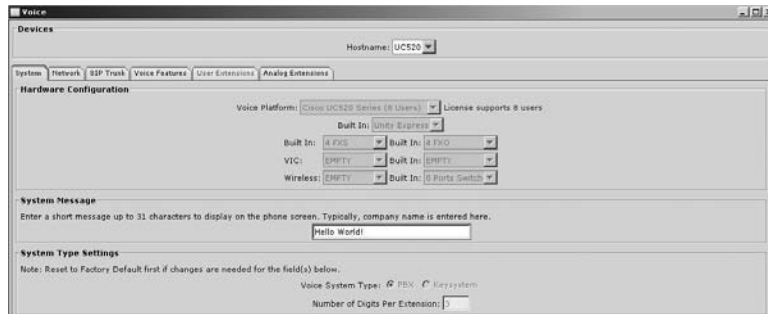 Voice
Devices
Hostname: UC520
System Network SIP Trunk Voice Features User Extensions Analog Extensions
Hardware Configuration
Voice Platform: Cisco UC520 Series (8 Users) License supports 8 users
Built In: Unity Express
Built In: 4 FXS Built In: 4 FXO
VIC: EMPTY Built In: EMPTY
Wireless: EMPTY Built In: 8 Ports Switch
System Message
Enter a short message up to 31 characters to display on the phone screen. Typically, company name is entered here.
Hello World!
System Type Settings
Note: Reset to Factory Default first if changes are needed for the field(s) below.
Voice System Type: PBX Keysystem
Number of Digits Per Extension: 3